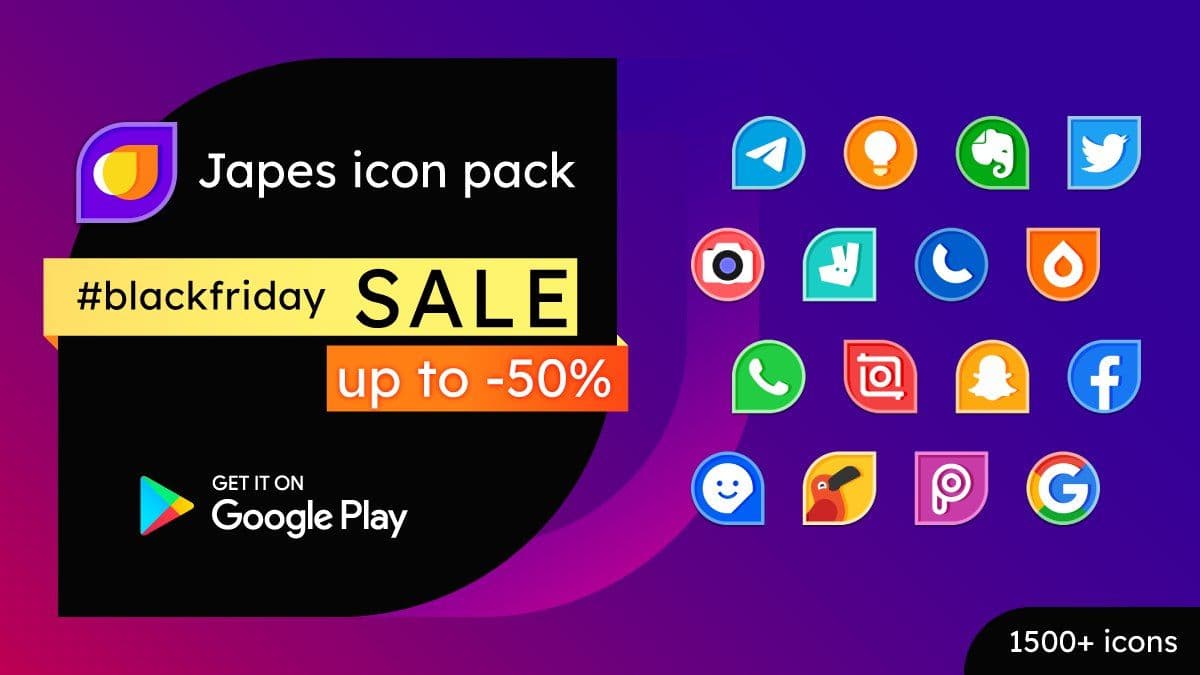 Japes icon pack
#blackfriday SALE
up to -50%
GET IT ON
Google Play
1500+ icons